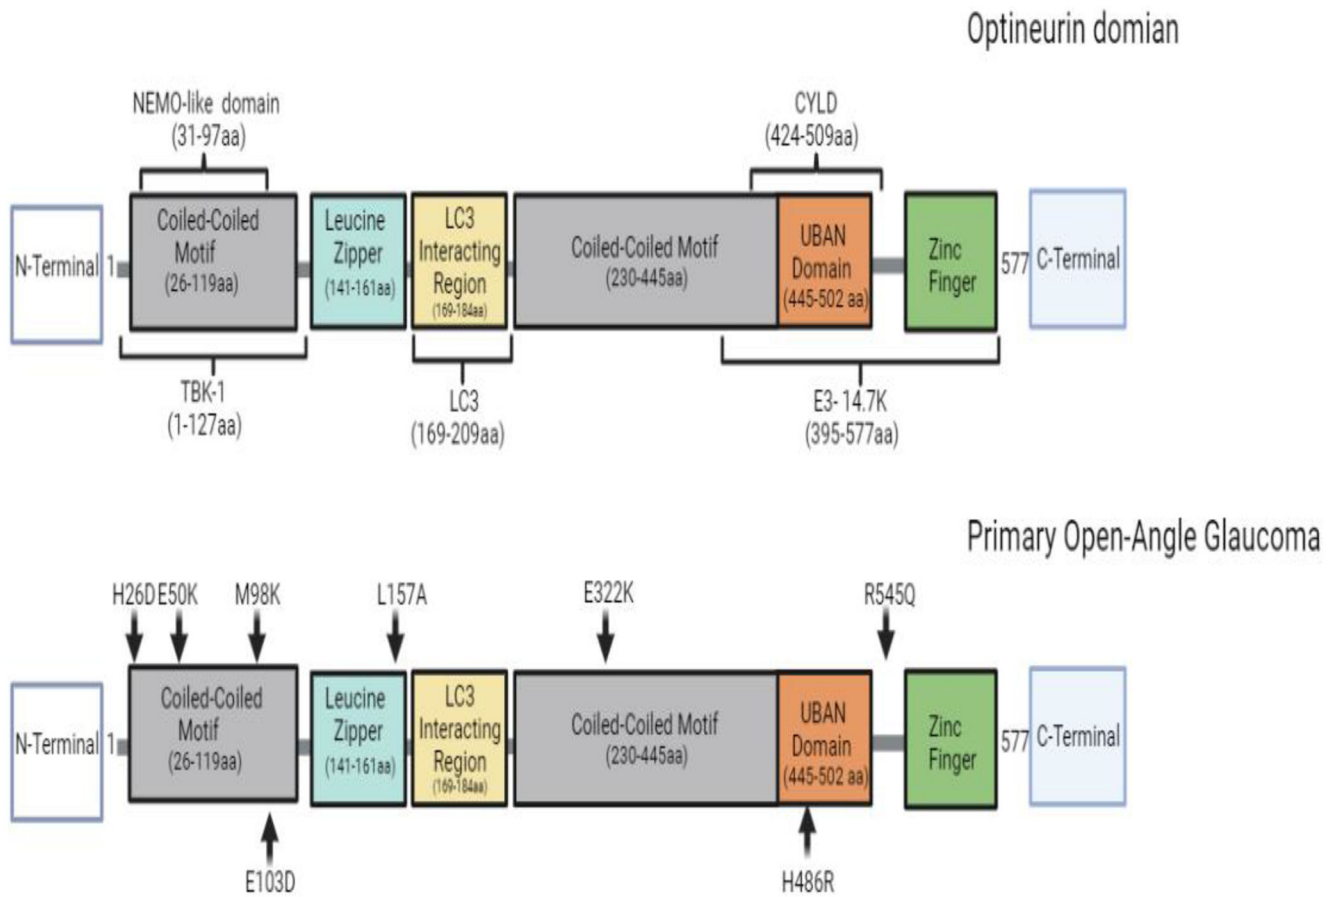 Optineurin domian
NEMO-like domain
(31-97aa)
CYLD
(424-509aa)
N-Terminal
1
Coiled-Coiled
Motif
(26-119aa)
Leucine
Zipper
(141-161aa)
LC3
Interacting
Region
(169-184aa)
Coiled-Coiled Motif
(230-445aa)
UBAN
Domain
(445-502 aa)
Zinc
Finger
577
C-Terminal
TBK-1
(1-127aa)
LC3
(169-209aa)
E3- 14.7K
(395-577aa)
Primary Open-Angle Glaucoma
H26D
E50K
M98K
L157A
E322K
R545Q
N-Terminal
1
Coiled-Coiled
Motif
(26-119aa)
Leucine
Zipper
(141-161aa)
LC3
Interacting
Region
(169-184aa)
Coiled-Coiled Motif
(230-445aa)
UBAN
Domain
(445-502 aa)
Zinc
Finger
577
C-Terminal
E103D
H486R